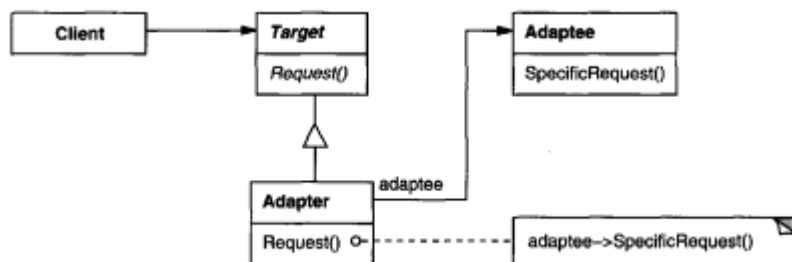 Client
Target
Request()
Adaptee
SpecificRequest()
adaptee
Adapter
Request()
adaptee->SpecificRequest()